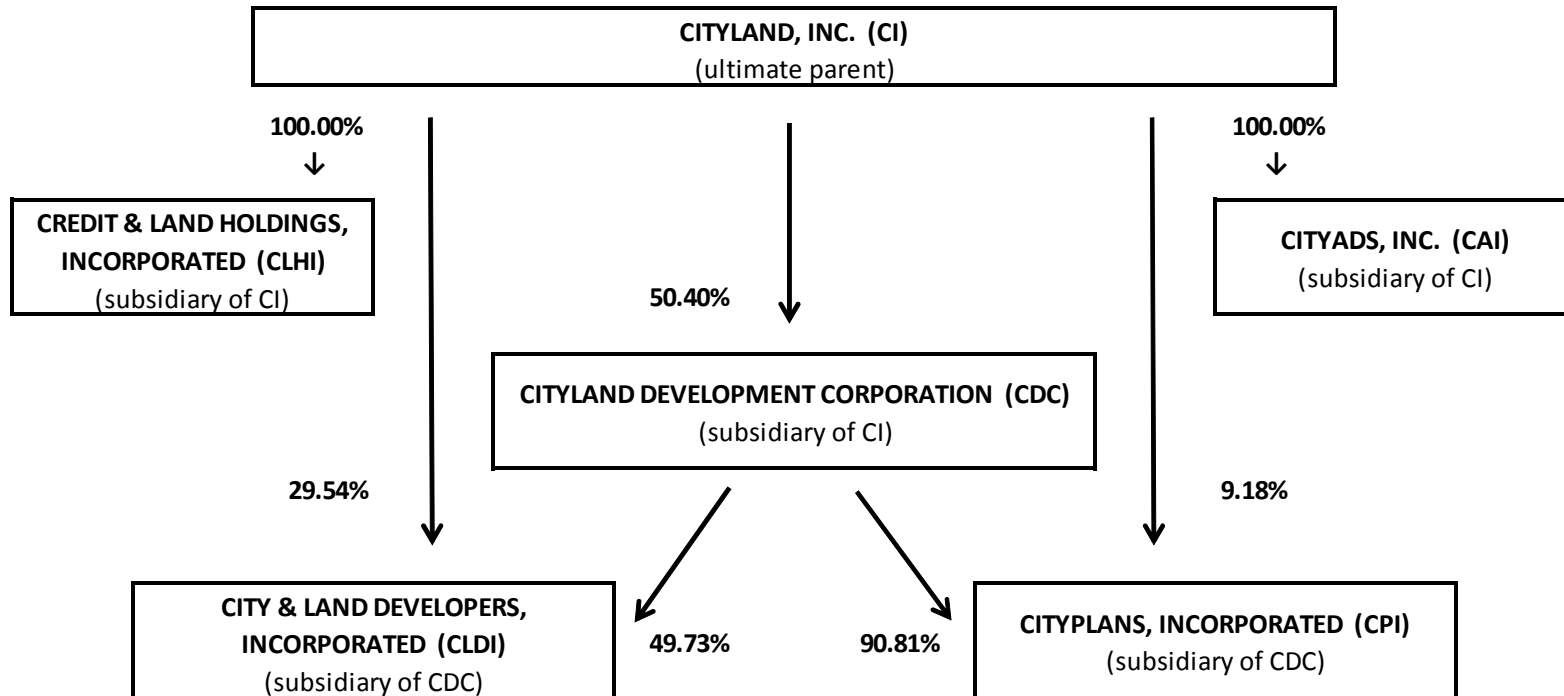 CITYLAND, INC. (CI)
(ultimate parent)
100.00%
100.00%
CREDIT & LAND HOLDINGS,
INCORPORATED (CLHI)
(subsidiary of CI)
CITYADS, INC. (CAI)
(subsidiary of CI)
50.40%
CITYLAND DEVELOPMENT CORPORATION (CDC)
(subsidiary of CI)
29.54%
9.18%
CITY & LAND DEVELOPERS,
INCORPORATED (CLDI)
(subsidiary of CDC)
49.73%
90.81%
CITYPLANS, INCORPORATED (CPI)
(subsidiary of CDC)